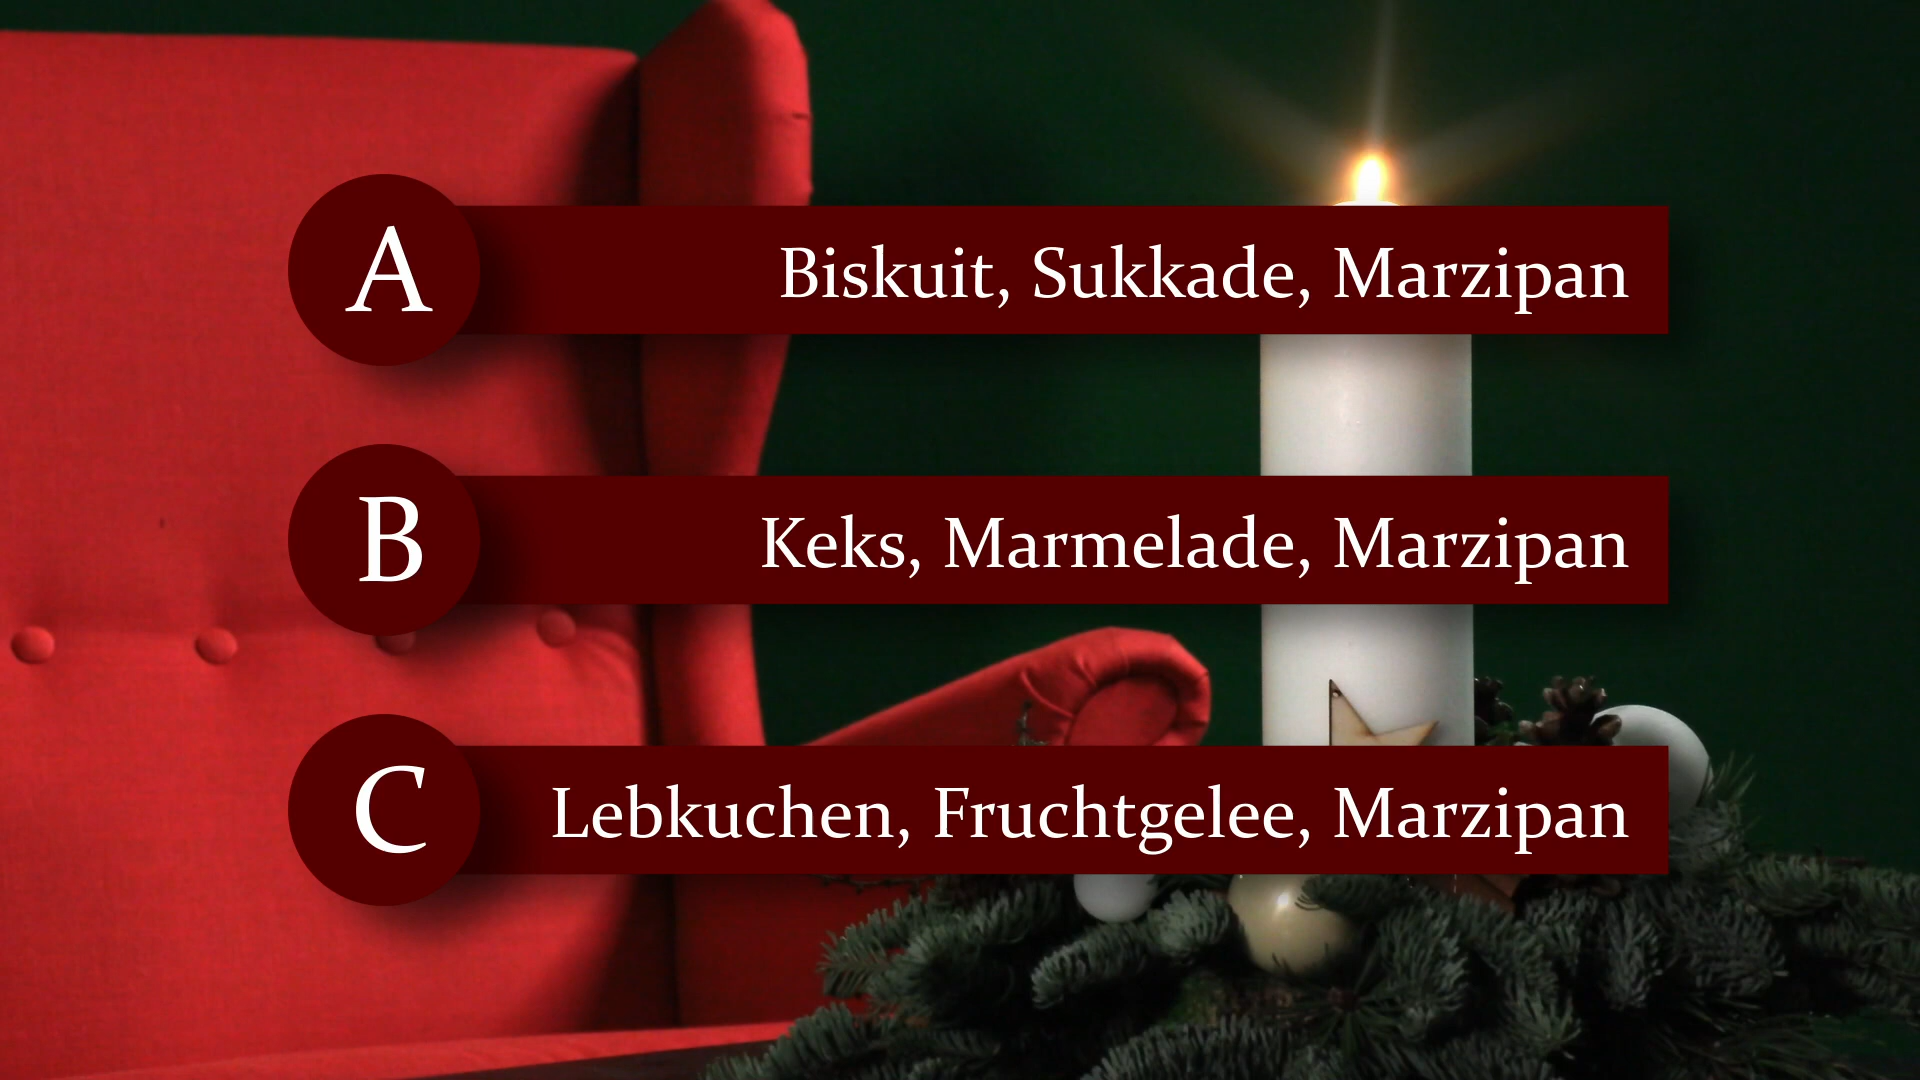 A
Biskuit, Sukkade, Marzipan
B
Keks, Marmelade, Marzipan
C
Lebkuchen, Fruchtgelee, Marzipan